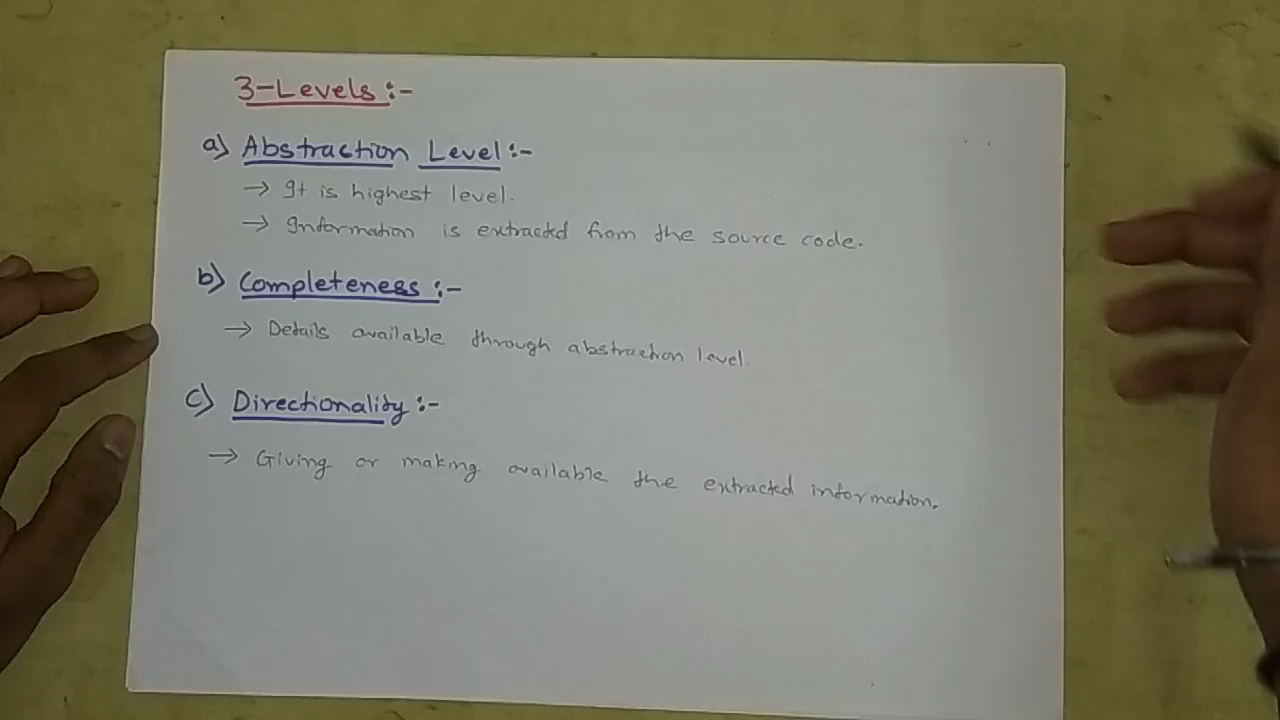 3-Levels:-
a) Abstraction Level:-
→ It is highest level.
→ Information is extracted from the source code.
b) Completeness:-
→ Details available through abstraction level.
c) Directionality:-
→ Giving or making available the extracted information.